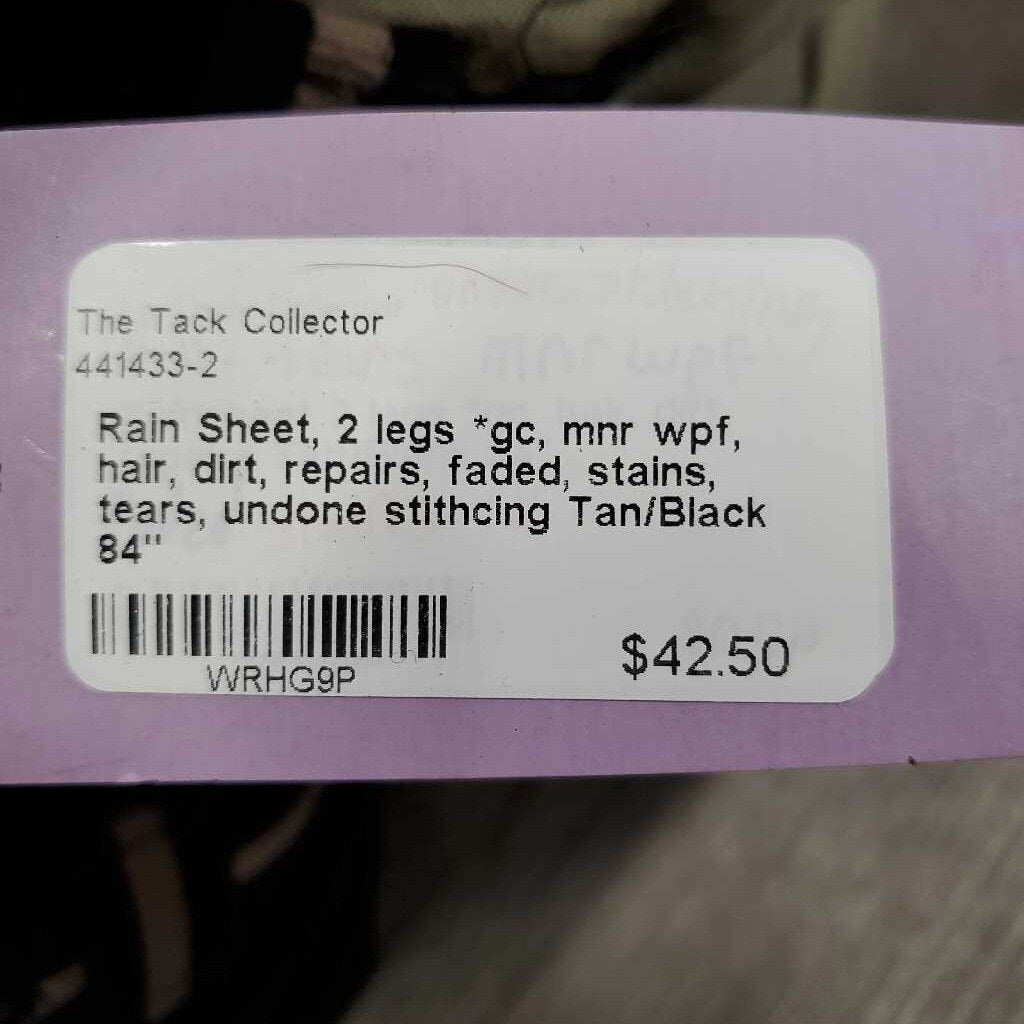 The Tack Collector
441433-2
Rain Sheet, 2 legs *gc, mnr wpf,
hair, dirt, repairs, faded, stains,
tears, undone stithcing Tan/Black
84"
WRHG9P
$42.50